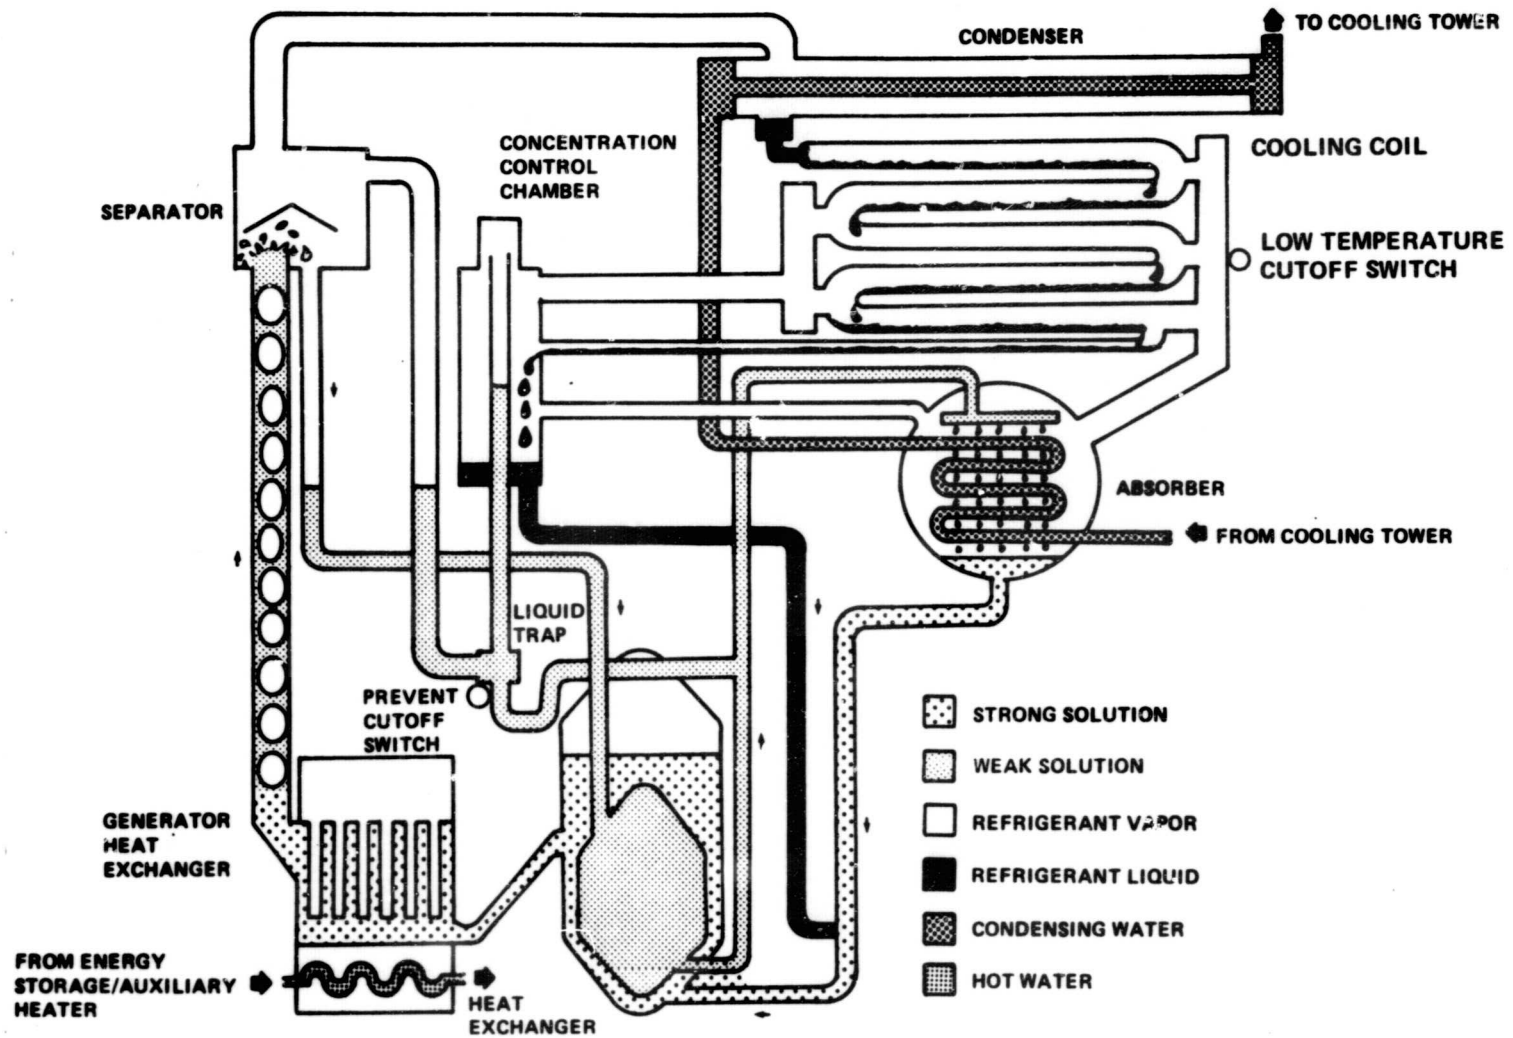 TO COOLING TOWER
CONDENSER
CONCENTRATION
CONTROL
CHAMBER
COOLING COIL
SEPARATOR
LOW TEMPERATURE
CUTOFF SWITCH
ABSORBER
FROM COOLING TOWER
LIQUID
TRAP
PREVENT
CUTOFF
SWITCH
STRONG SOLUTION
WEAK SOLUTION
REFRIGERANT VAPOR
REFRIGERANT LIQUID
CONDENSING WATER
HOT WATER
GENERATOR
HEAT
EXCHANGER
FROM ENERGY
STORAGE/AUXILIARY
HEATER
HEAT
EXCHANGER